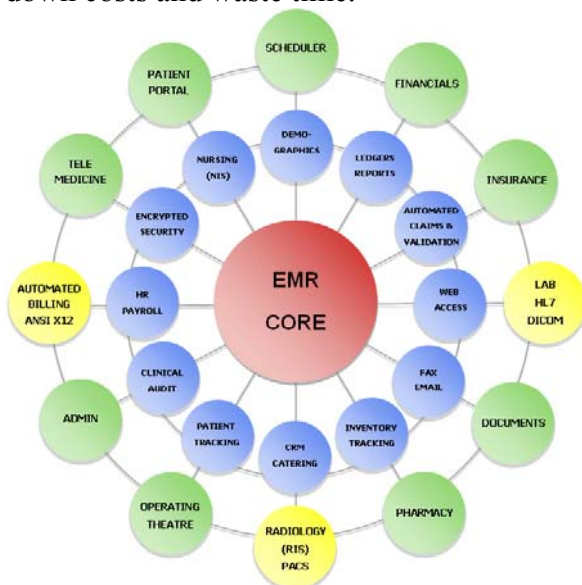 down costs and waste time.
SCHEDULER
PATIENT
PORTAL
FINANCIALS
DEMO-
GRAPHICS
NURSING
(NIS)
LEDGERS
REPORTS
TELE
MEDICINE
INSURANCE
ENCRYPTED
SECURITY
AUTOMATED
CLAIMS &
VALIDATION
EMR
CORE
AUTOMATED
BILLING
ANSI X12
HR
PAYROLL
WEB
ACCESS
LAB
HL7
DICOM
CLINICAL
AUDIT
FAX
EMAIL
ADMIN
PATIENT
TRACKING
CRM
CATERING
INVENTORY
TRACKING
DOCUMENTS
OPERATING
THEATRE
RADIOLOGY
(RIS)
PACS
PHARMACY